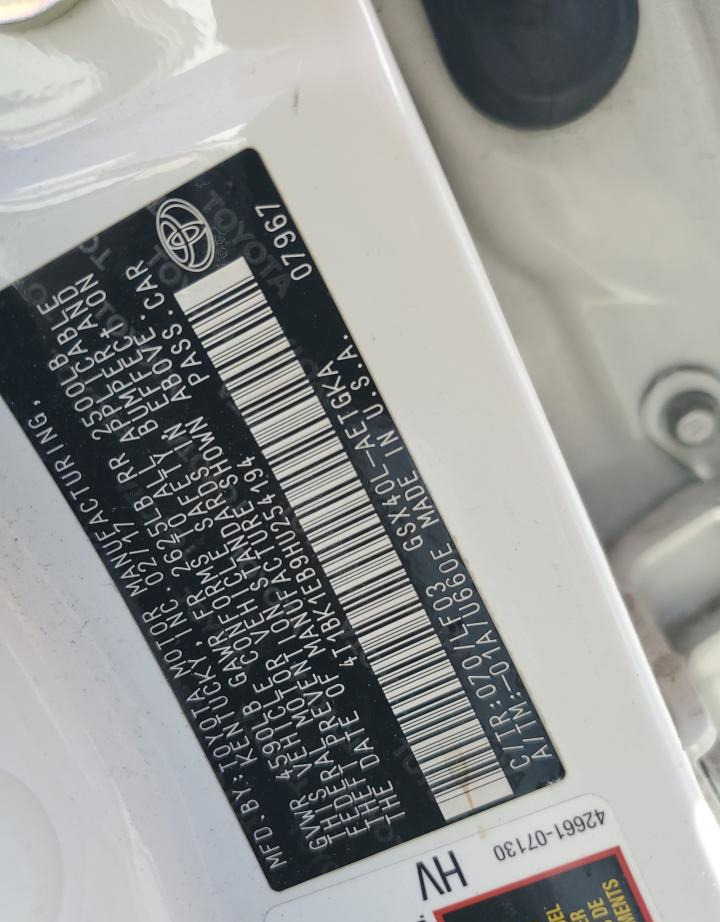 MFD.BY: TOYOTA MOTOR MANUFACTURING,
KENTUCKY, INC. 02/17
GVWR 4590LB GAWR FR 2625LB RR 2500LB
THIS VEHICLE CONFORMS TO ALL APPLICABLE
FEDERAL MOTOR VEHICLE SAFETY, BUMPER, AND
THEFT PREVENTION STANDARDS IN EFFECT ON
THE DATE OF MANUFACTURE SHOWN ABOVE.
4T1BK1EB9HU254194 PASS.CAR
C/TR:070/LF03 GSX40L-AETGKA 07967
A/TM:-01A/U660E MADE IN U.S.A.
TOYOTA
HV
42661-07130